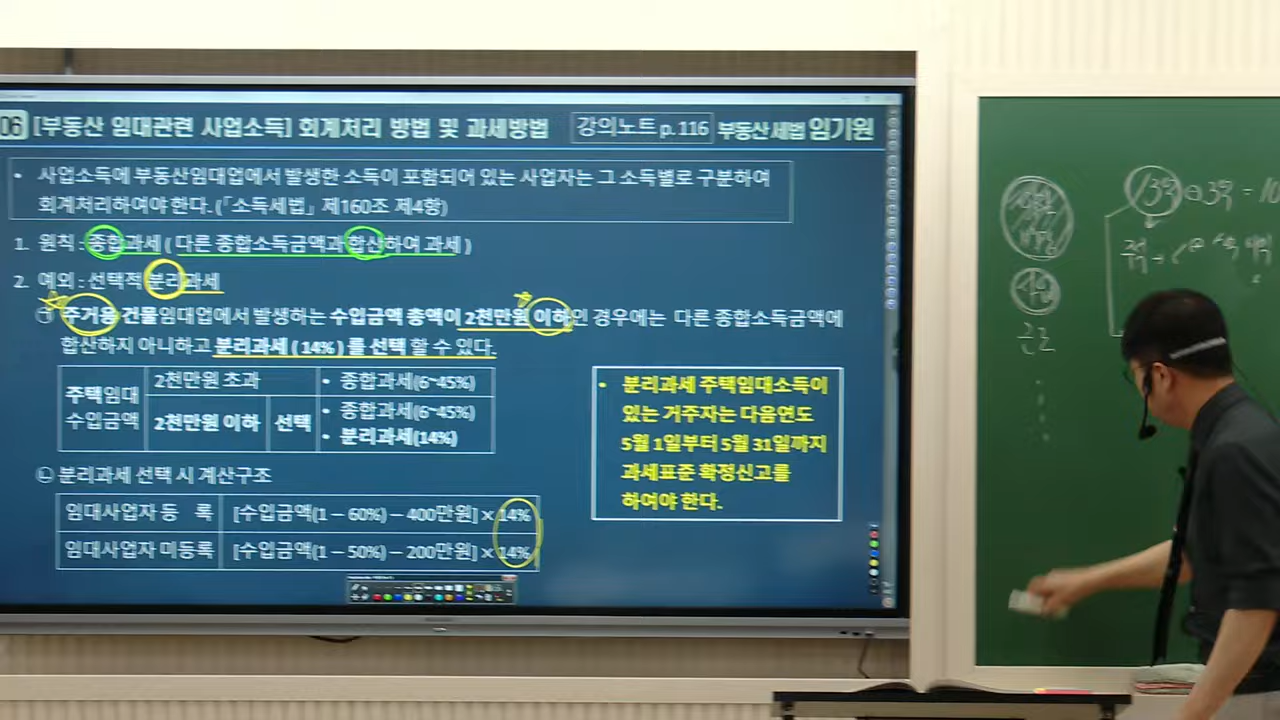 06 [부동산 임대관련 사업소득] 회계처리 방법 및 과세방법 강의노트 p.116 부동산세법 임기원
• 사업소득에 부동산임대업에서 발생한 소득이 포함되어 있는 사업자는 그 소득별로 구분하여
회계처리하여야 한다. (「소득세법」 제160조 제4항)
1. 원칙 : 종합과세 ( 다른 종합소득금액과 합산하여 과세 )
2. 예외 : 선택적 분리과세
㉠ 주거용 건물임대업에서 발생하는 수입금액 총액이 2천만원 이하인 경우에는 다른 종합소득금액에
합산하지 아니하고 분리과세 ( 14% ) 를 선택 할 수 있다.
주택임대
수입금액
2천만원 초과
• 종합과세(6~45%)
2천만원 이하
선택
• 종합과세(6~45%)
• 분리과세(14%)
• 분리과세 주택임대소득이
있는 거주자는 다음연도
5월 1일부터 5월 31일까지
과세표준 확정신고를
하여야 한다.
㉡ 분리과세 선택 시 계산구조
임대사업자 등 록 [수입금액(1 – 60%) – 400만원] × 14%
임대사업자 미등록 [수입금액(1 – 50%) – 200만원] × 14%
근로